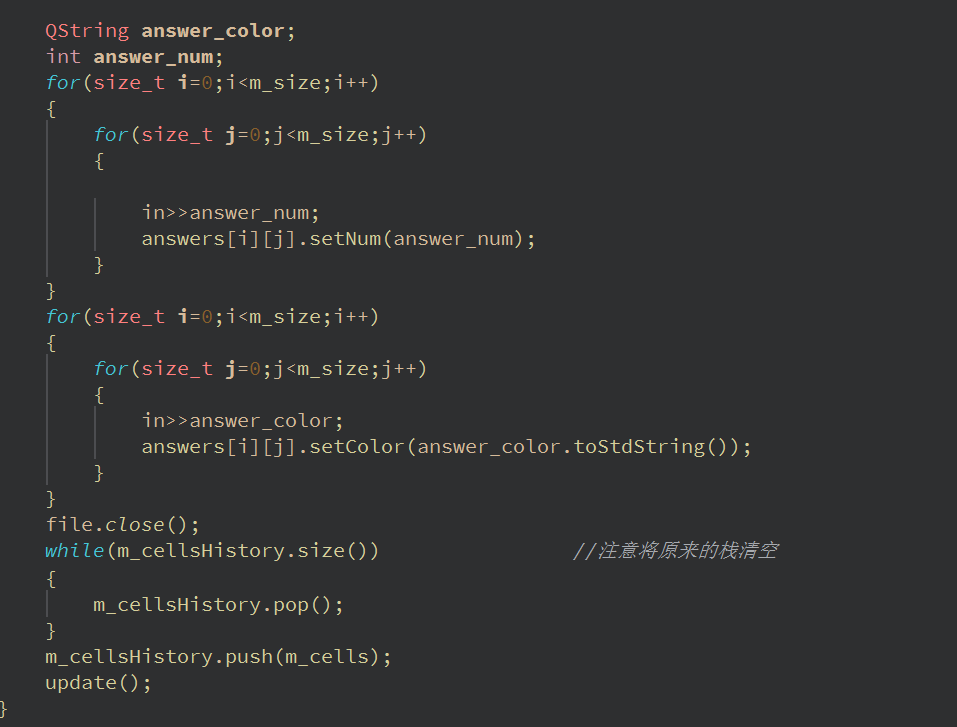 QString answer_color;
int answer_num;
for(size_t i=0;i<m_size;i++)
{
for(size_t j=0;j<m_size;j++)
{
in>>answer_num;
answers[i][j].setNum(answer_num);
}
}
for(size_t i=0;i<m_size;i++)
{
for(size_t j=0;j<m_size;j++)
{
in>>answer_color;
answers[i][j].setColor(answer_color.toStdString());
}
}
file.close();
while(m_cellsHistory.size()) //注意将原来的栈清空
{
m_cellsHistory.pop();
}
m_cellsHistory.push(m_cells);
update();
}